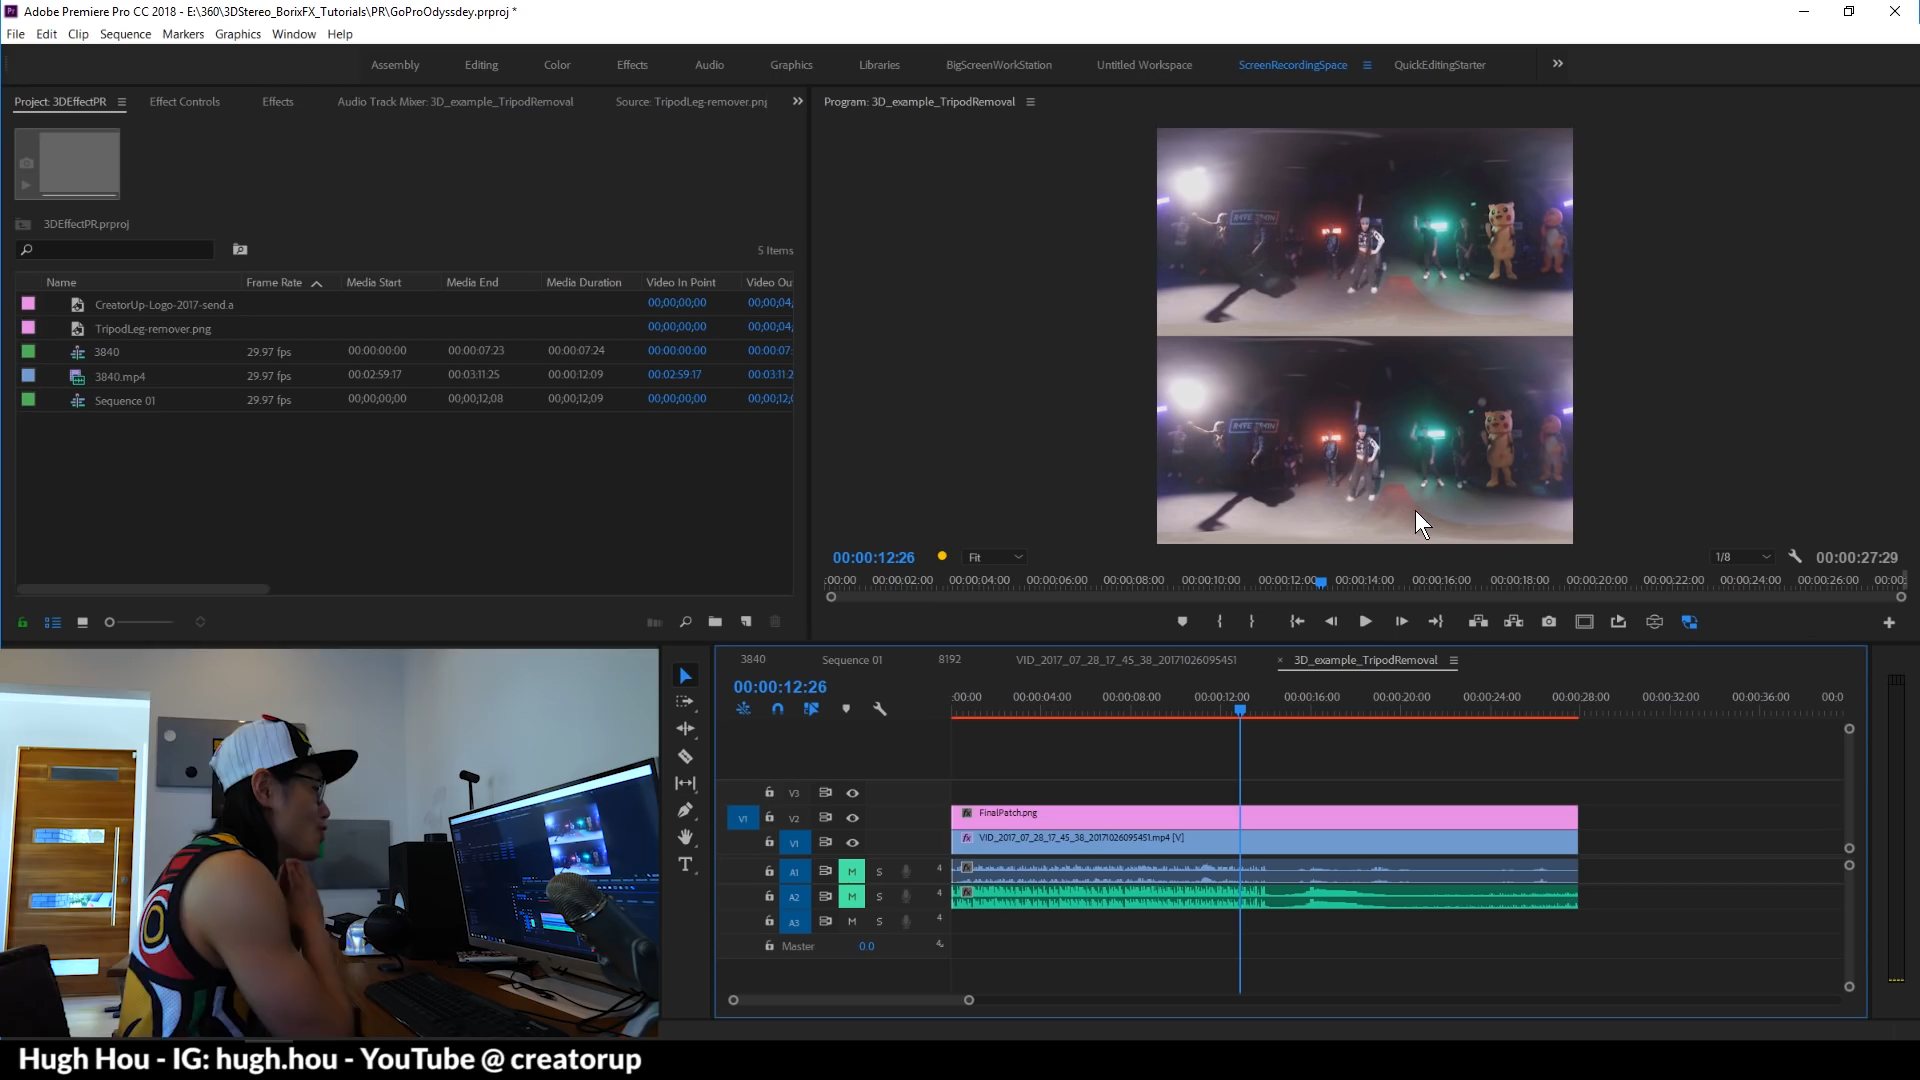 Adobe Premiere Pro CC 2018 - E:\360\3DStereo_BorixFX_Tutorials\PR\GoProOdyssdey.prproj *
File Edit Clip Sequence Markers Graphics Window Help
Assembly Editing Color Effects Audio Graphics Libraries BigScreenWorkStation Untitled Workspace ScreenRecordingSpace QuickEditingStarter
Project: 3DEffectPR Effect Controls Effects Audio Track Mixer: 3D_example_TripodRemoval Source: TripodLeg-remover.png
Program: 3D_example_TripodRemoval
3DEffectPR.prproj
5 Items
Name Frame Rate Media Start Media End Media Duration Video In Point Video Ou
CreatorUp-Logo-2017-send.a 00;00;00;00 00;00;04;
TripodLeg-remover.png 00;00;00;00 00;00;04;
3840 29.97 fps 00:00:00:00 00:00:07:23 00:00:07:24 00:00:00:00 00:00:07:
3840.mp4 29.97 fps 00:02:59:17 00:03:11:25 00:00:12:09 00:02:59:17 00:03:11:2
Sequence 01 29.97 fps 00;00;00;00 00;00;12;08 00;00;12;09 00;00;00;00 00;00;12;
00:00:12:26 Fit 1/8 00:00:27:29
:00:00 00:00:02:00 00:00:04:00 00:00:06:00 00:00:08:00 00:00:10:00 00:00:12:00 00:00:14:00 00:00:16:00 00:00:18:00 00:00:20:00 00:00:22:00 00:00:24:00 00:00:26:00 00:00:
3840 Sequence 01 8192 VID_2017_07_28_17_45_38_20171026095451 × 3D_example_TripodRemoval
00:00:12:26
:00:00 00:00:04:00 00:00:08:00 00:00:12:00 00:00:16:00 00:00:20:00 00:00:24:00 00:00:28:00 00:00:32:00 00:00:36:00 00:0
V3
V1 V2 FinalPatch.png
V1 VID_2017_07_28_17_45_38_20171026095451.mp4 [V]
A1 M S 4
A2 M S 4
A3 M S 4
Master 0.0
Hugh Hou - IG: hugh.hou - YouTube @ creatorup